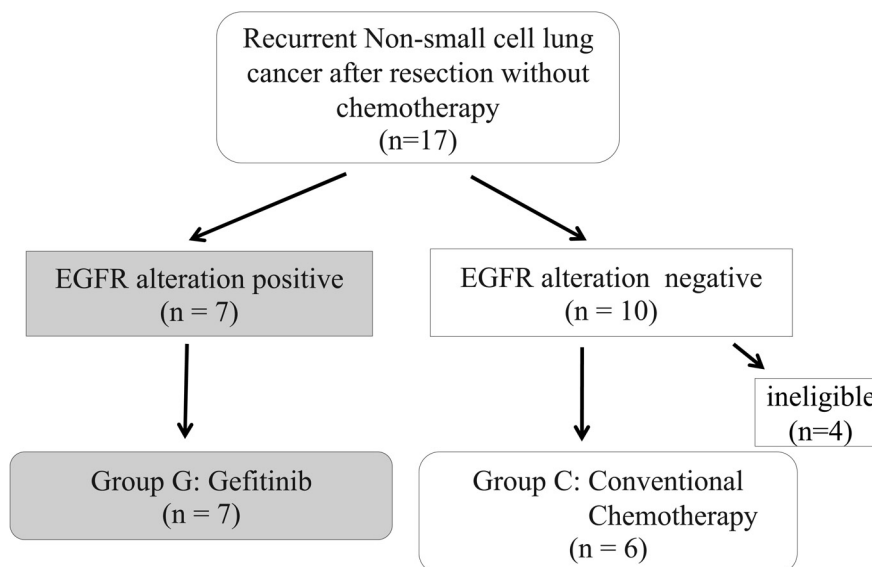 Recurrent Non-small cell lung
cancer after resection without
chemotherapy
(n=17)
EGFR alteration positive
(n = 7)
EGFR alteration negative
(n = 10)
ineligible
(n=4)
Group G: Gefitinib
(n = 7)
Group C: Conventional
Chemotherapy
(n = 6)